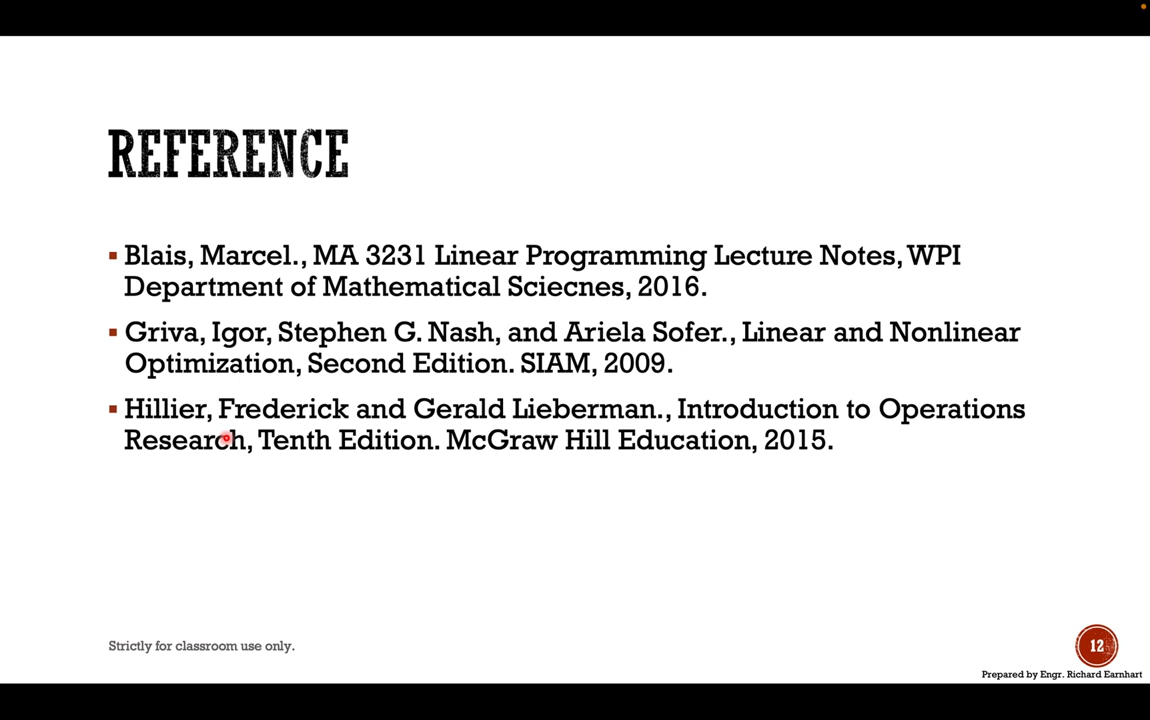 REFERENCE
Blais, Marcel., MA 3231 Linear Programming Lecture Notes, WPI
Department of Mathematical Sciecnes, 2016.
Griva, Igor, Stephen G. Nash, and Ariela Sofer., Linear and Nonlinear
Optimization, Second Edition. SIAM, 2009.
Hillier, Frederick and Gerald Lieberman., Introduction to Operations
Research, Tenth Edition. McGraw Hill Education, 2015.
Strictly for classroom use only.
12
Prepared by Engr. Richard Earnhart